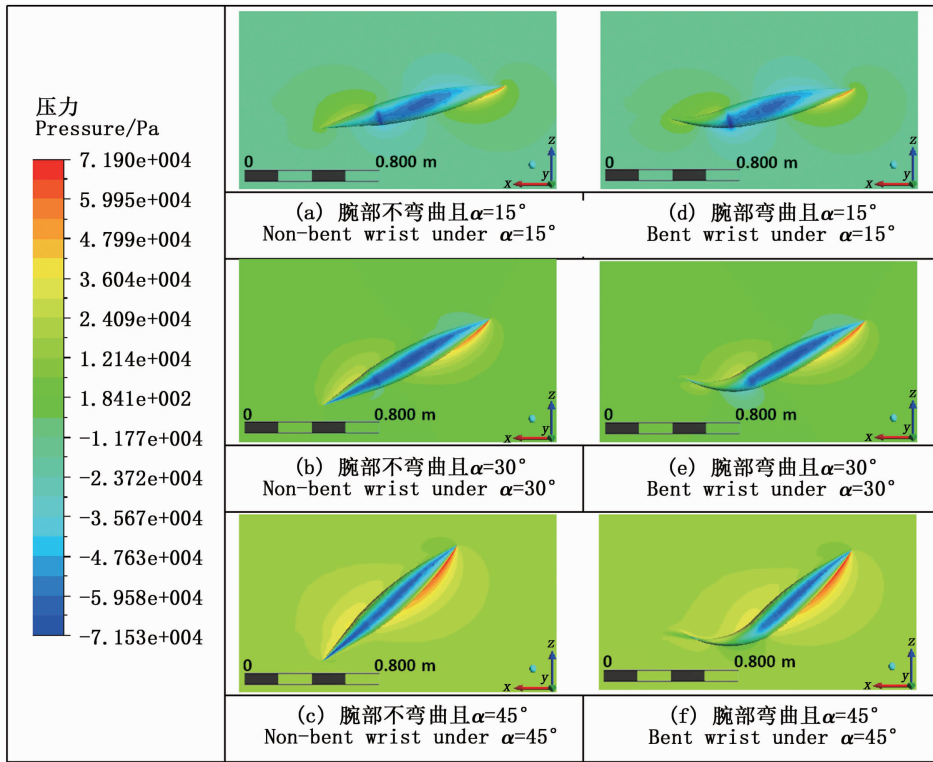 压力
Pressure/Pa
7.190e+004
5.995e+004
4.799e+004
3.604e+004
2.409e+004
1.214e+004
1.841e+002
-1.177e+004
-2.372e+004
-3.567e+004
-4.763e+004
-5.958e+004
-7.153e+004
0 0.800 m
z
y
x
(a) 腕部不弯曲且α=15°
Non-bent wrist under α=15°
0 0.800 m
z
y
x
(d) 腕部弯曲且α=15°
Bent wrist under α=15°
0 0.800 m
z
y
x
(b) 腕部不弯曲且α=30°
Non-bent wrist under α=30°
0 0.800 m
z
y
x
(e) 腕部弯曲且α=30°
Bent wrist under α=30°
0 0.800 m
z
y
x
(c) 腕部不弯曲且α=45°
Non-bent wrist under α=45°
0 0.800 m
z
y
x
(f) 腕部弯曲且α=45°
Bent wrist under α=45°